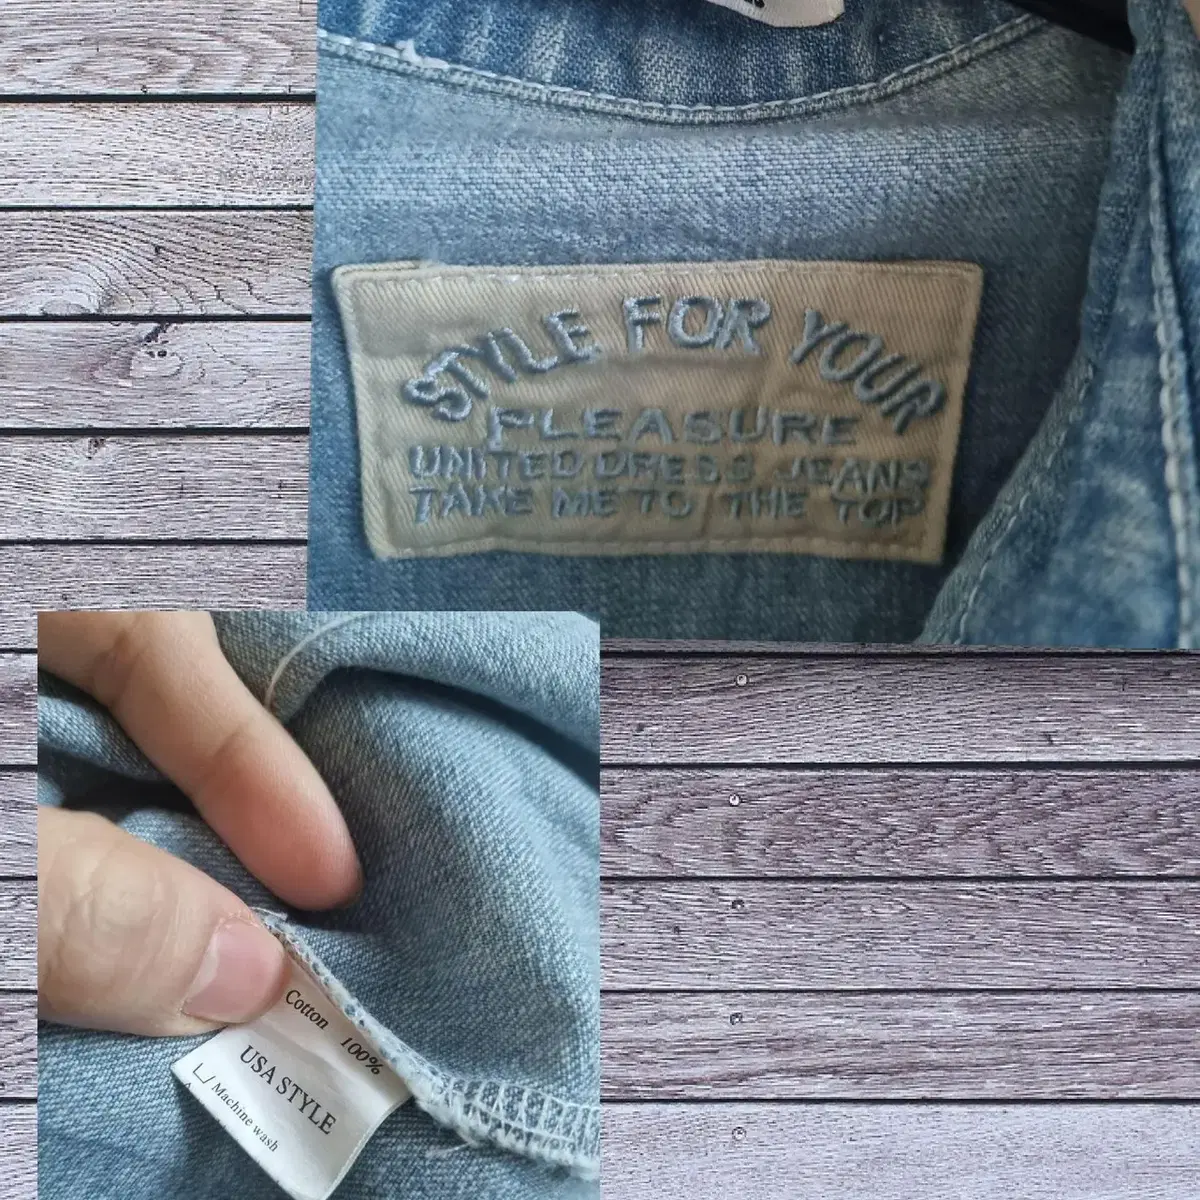 STYLE FOR YOUR
PLEASURE
UNITED DRESS JEANS
TAKE ME TO THE TOP
Cotton 100%
USA STYLE
Machine wash